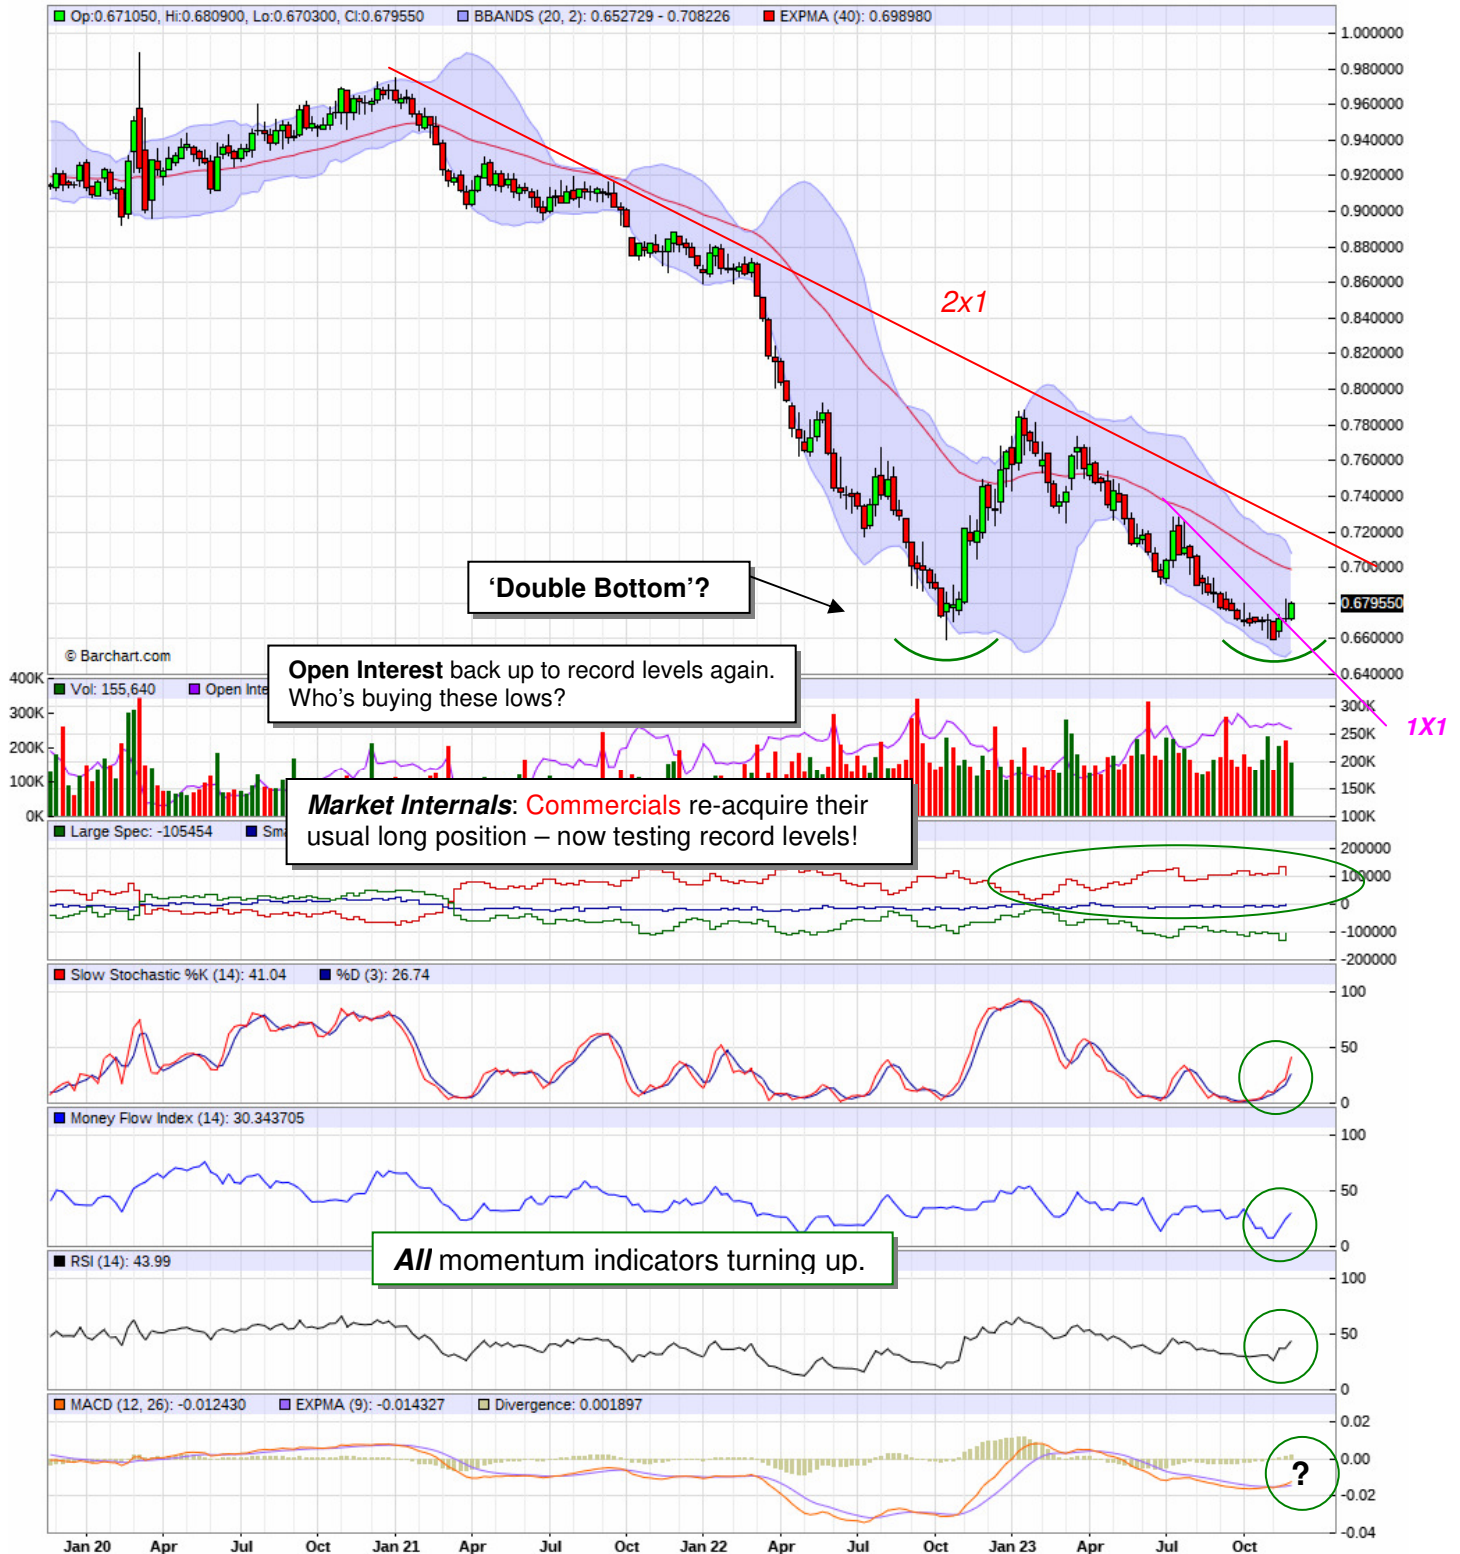 Op:0.671050, Hi:0.680900, Lo:0.670300, Cl:0.679550 BBANDS (20, 2): 0.652729 - 0.708226 EXPMA (40): 0.698980
1.000000
0.980000
0.960000
0.940000
0.920000
0.900000
0.880000
0.860000
0.840000
0.820000
0.800000
0.780000
0.760000
0.740000
0.720000
0.700000
0.679550
0.660000
0.640000
2x1
‘Double Bottom’?
© Barchart.com
Open Interest back up to record levels again.
Who’s buying these lows?
1X1
Vol: 155,640 Open Inte
400K
300K
200K
100K
0K
300K
250K
200K
150K
100K
Market Internals: Commercials re-acquire their
usual long position – now testing record levels!
Large Spec: -105454 Sma
200000
100000
0
-100000
-200000
Slow Stochastic %K (14): 41.04 %D (3): 26.74
100
50
0
Money Flow Index (14): 30.343705
100
50
0
All momentum indicators turning up.
RSI (14): 43.99
100
50
0
MACD (12, 26): -0.012430 EXPMA (9): -0.014327 Divergence: 0.001897
0.02
0.00
-0.02
-0.04
?
Jan 20 Apr Jul Oct Jan 21 Apr Jul Oct Jan 22 Apr Jul Oct Jan 23 Apr Jul Oct